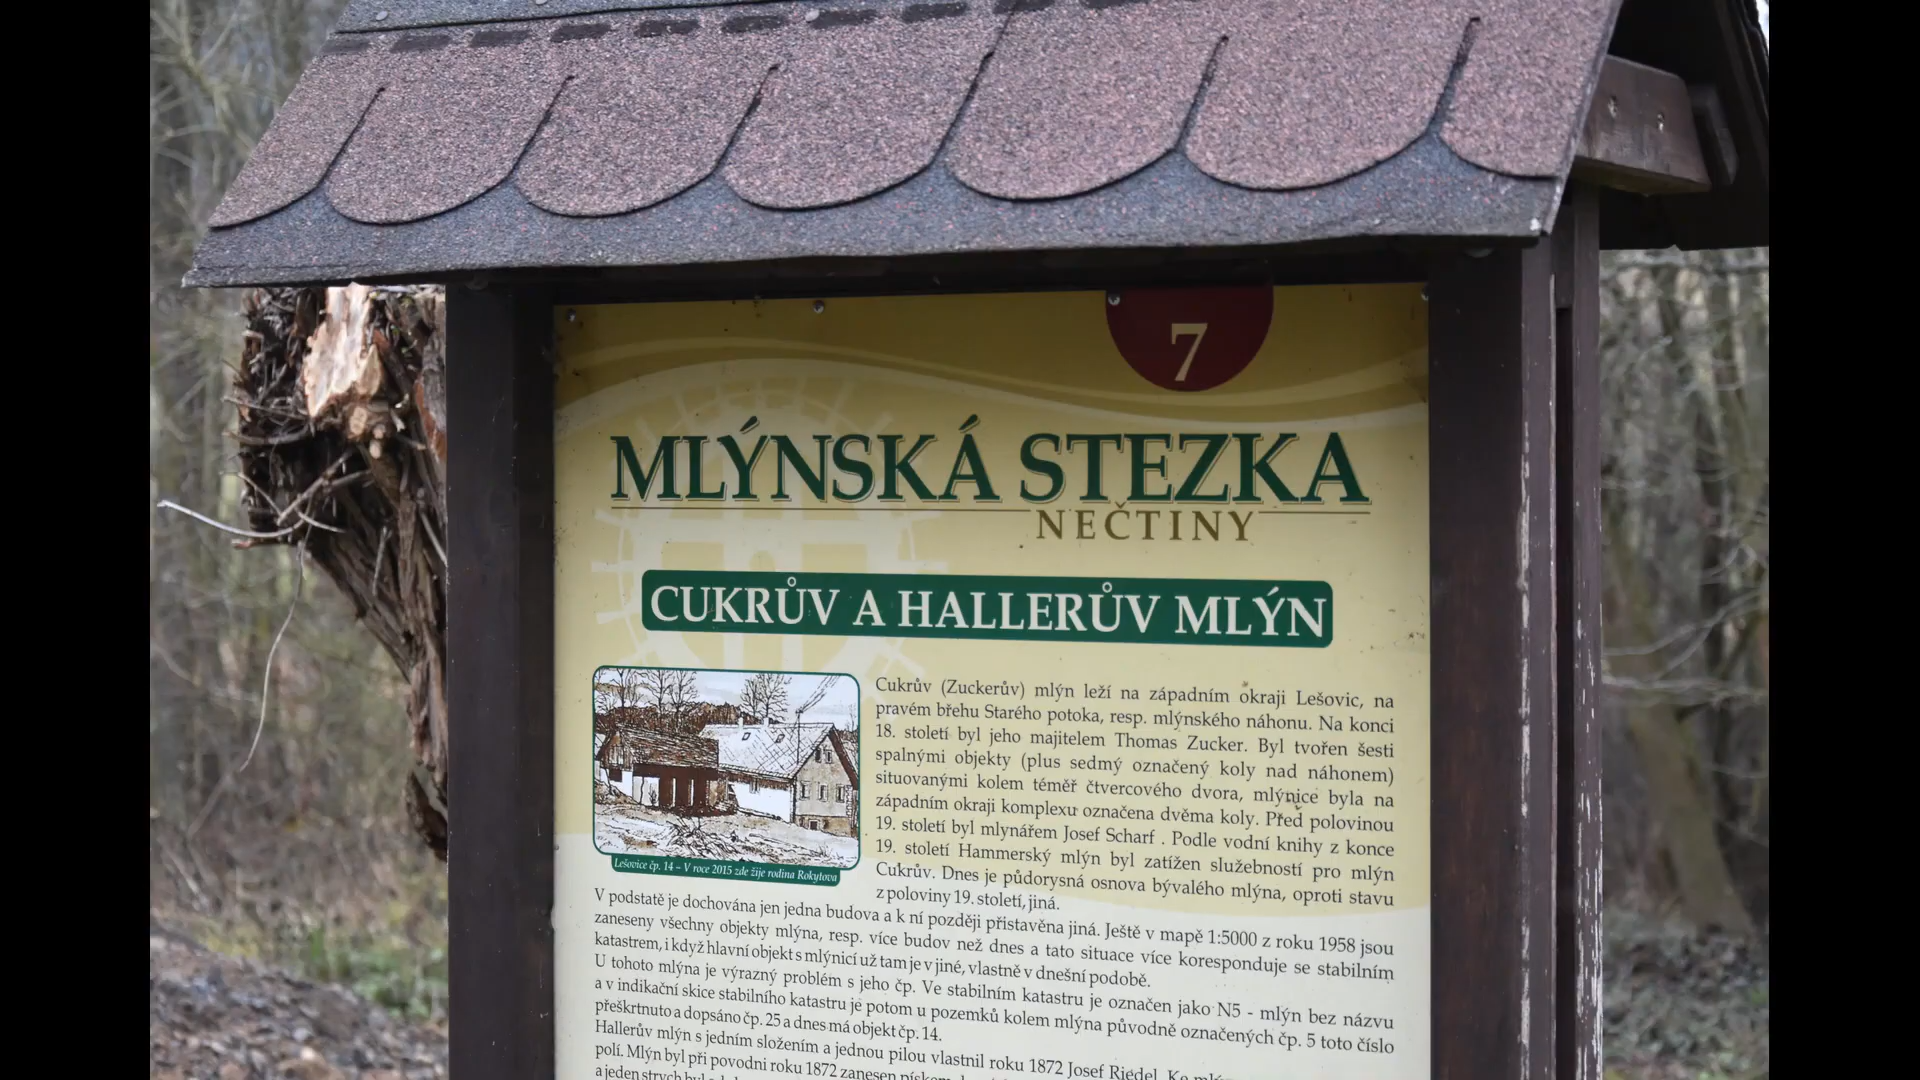 7
MLÝNSKÁ STEZKA
NEČTINY
CUKRŮV A HALLERŮV MLÝN
Cukrův (Zuckerův) mlýn leží na západním okraji Lešovic, na
pravém břehu Starého potoka, resp. mlýnského náhonu. Na konci
18. století byl jeho majitelem Thomas Zucker. Byl tvořen šesti
spalnými objekty (plus sedmý označený koly nad náhonem)
situovanými kolem téměř čtvercového dvora, mlýnice byla na
západním okraji komplexu označena dvěma koly. Před polovinou
19. století byl mlynářem Josef Scharf . Podle vodní knihy z konce
19. století Hammerský mlýn byl zatížen služebností pro mlýn
Cukrův. Dnes je půdorysná osnova bývalého mlýna, oproti stavu
z poloviny 19. století, jiná.
Lešovice čp. 14 – V roce 2015 zde žije rodina Rokytova
V podstatě je dochována jen jedna budova a k ní později přistavěna jiná. Ještě v mapě 1:5000 z roku 1958 jsou
zaneseny všechny objekty mlýna, resp. více budov než dnes a tato situace více koresponduje se stabilním
katastrem, i když hlavní objekt s mlýnicí už tam je v jiné, vlastně v dnešní podobě.
U tohoto mlýna je výrazný problém s jeho čp. Ve stabilním katastru je označen jako N5 - mlýn bez názvu
a v indikační skice stabilního katastru je potom u pozemků kolem mlýna původně označených čp. 5 toto číslo
přeškrtnuto a dopsáno čp. 25 a dnes má objekt čp. 14.
Hallerův mlýn s jedním složením a jednou pilou vlastnil roku 1872 Josef Riedel. Ke
polí. Mlýn byl při povodni roku 1872 zanesen pískem
a jeden strych byl